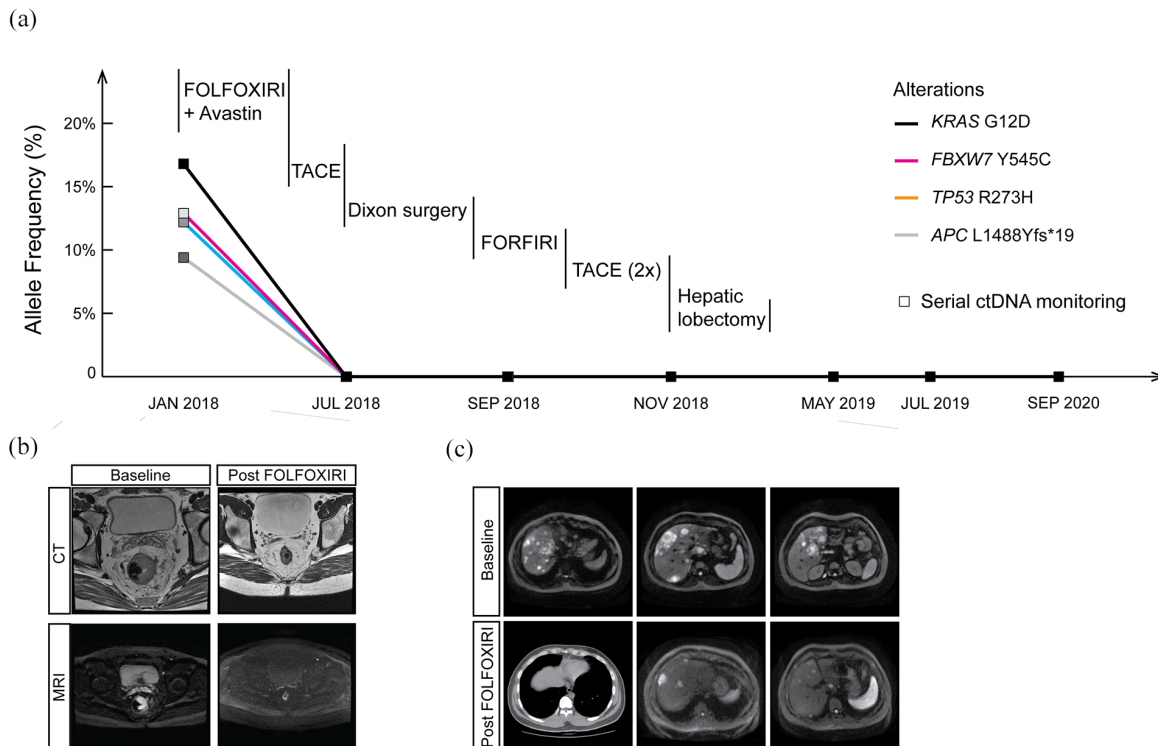 (a)
Allele Frequency (%)
20%
15%
10%
5%
0
FOLFOXIRI
+ Avastin
TACE
Dixon surgery
FORFIRI
TACE (2x)
Hepatic
lobectomy
Alterations
KRAS G12D
FBXW7 Y545C
TP53 R273H
APC L1488Yfs*19
Serial ctDNA monitoring
JAN 2018
JUL 2018
SEP 2018
NOV 2018
MAY 2019
JUL 2019
SEP 2020
(b)
Baseline
Post FOLFOXIRI
CT
MRI
(c)
Baseline
Post FOLFOXIRI